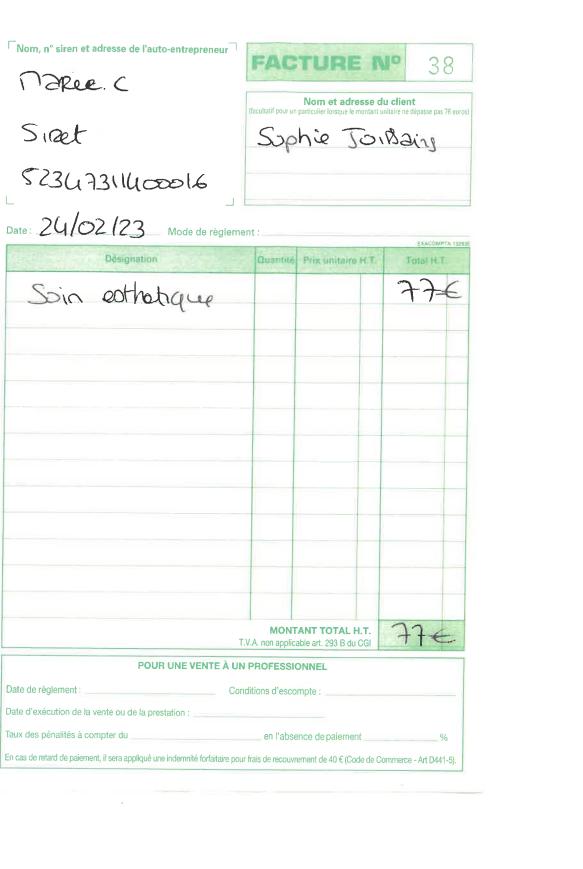 Nom, n° siren et adresse de l'auto-entrepreneur
Maree. C
Siret
52347311400016
FACTURE N° 38
Nom et adresse du client
(facultatif pour un particulier lorsque le montant unitaire ne dépasse pas 76 euros)
Sophie
Date : 24/02/23 Mode de règlement :
EXACOMPTA
Désignation Quantité Prix unitaire H.T. Total H.T.
Soin esthetique 77€
MONTANT TOTAL H.T. 77€
T.V.A. non applicable art. 293 B du CGI
POUR UNE VENTE À UN PROFESSIONNEL
Date de règlement : Conditions d'escompte :
Date d'exécution de la vente ou de la prestation :
Taux des pénalités à compter du en l'absence de paiement %
En cas de retard de paiement, il sera appliqué une indemnité forfaitaire pour frais de recouvrement de 40 € (Code de Commerce - Art D441-5).